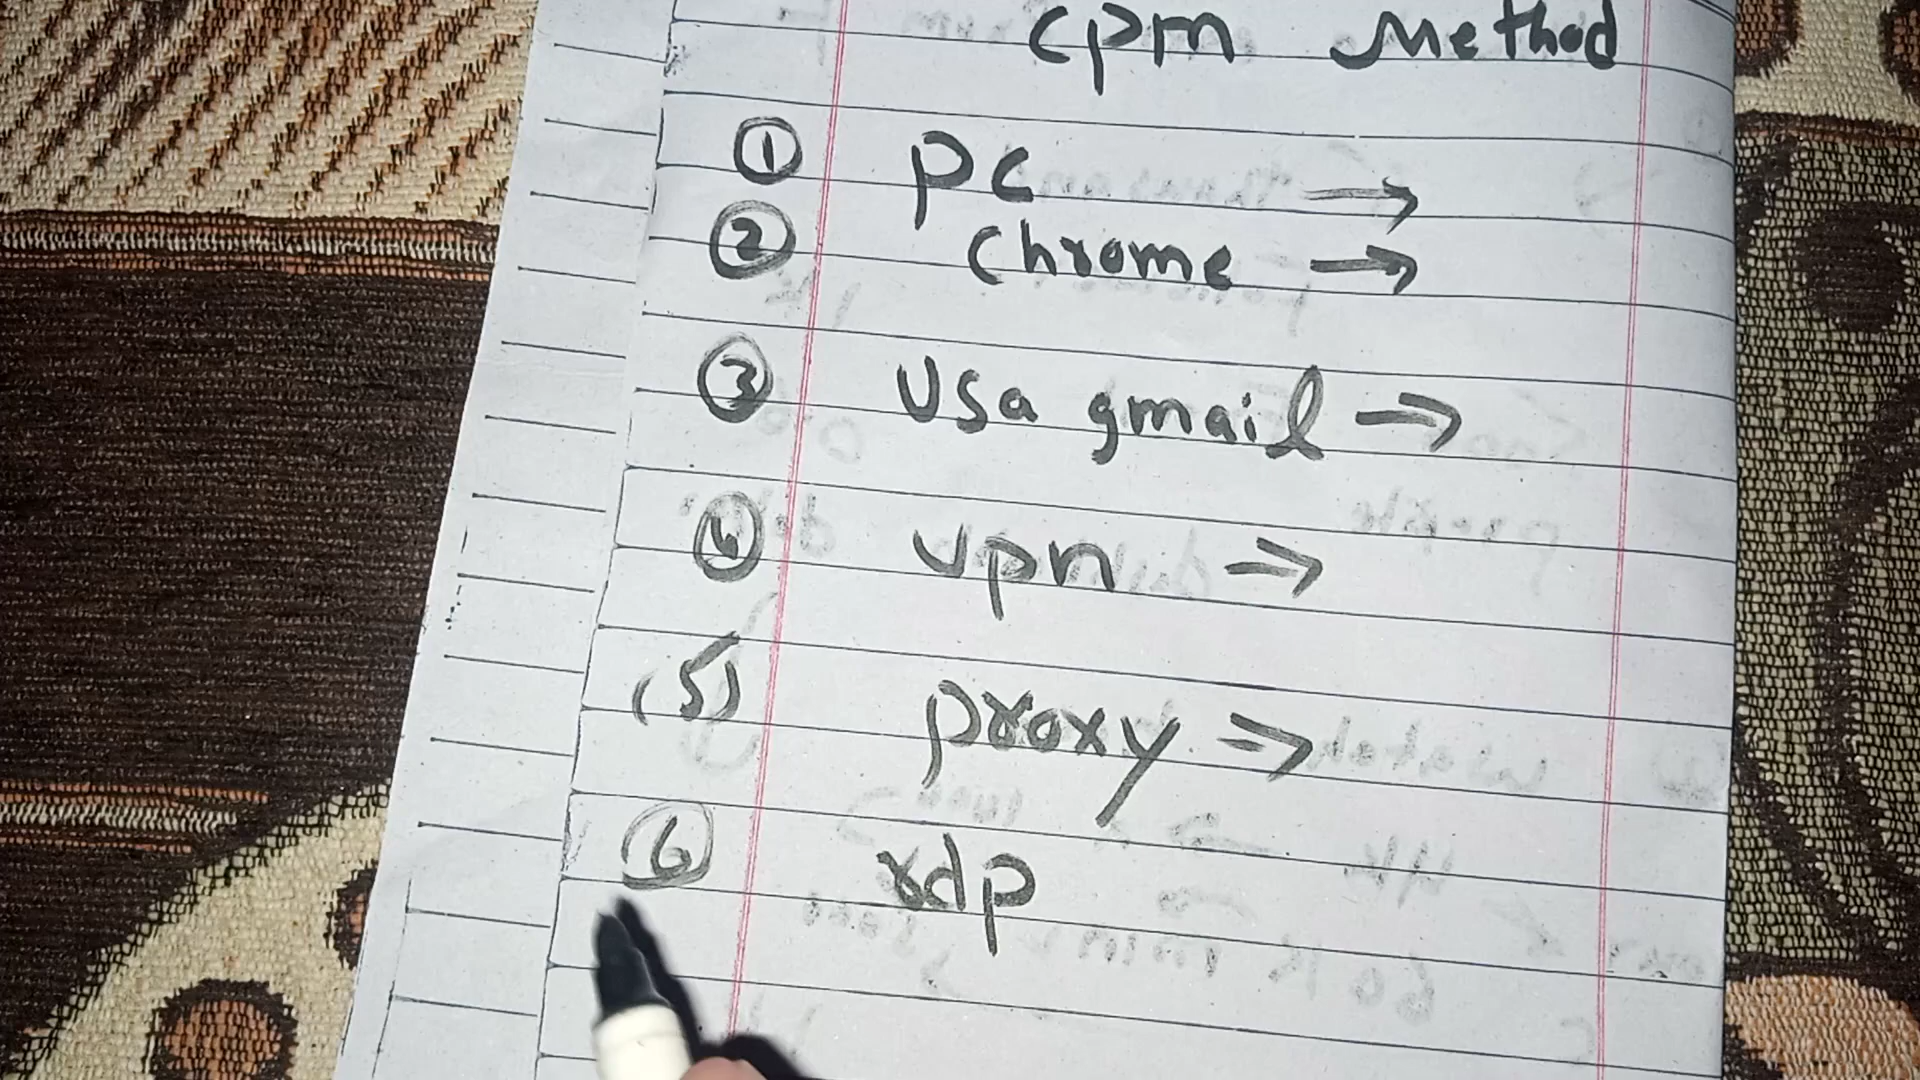 cpm Method
① pc →
② Chrome →
③ Usa gmail →
④ vpn →
(5) proxy →
⑥ rdp